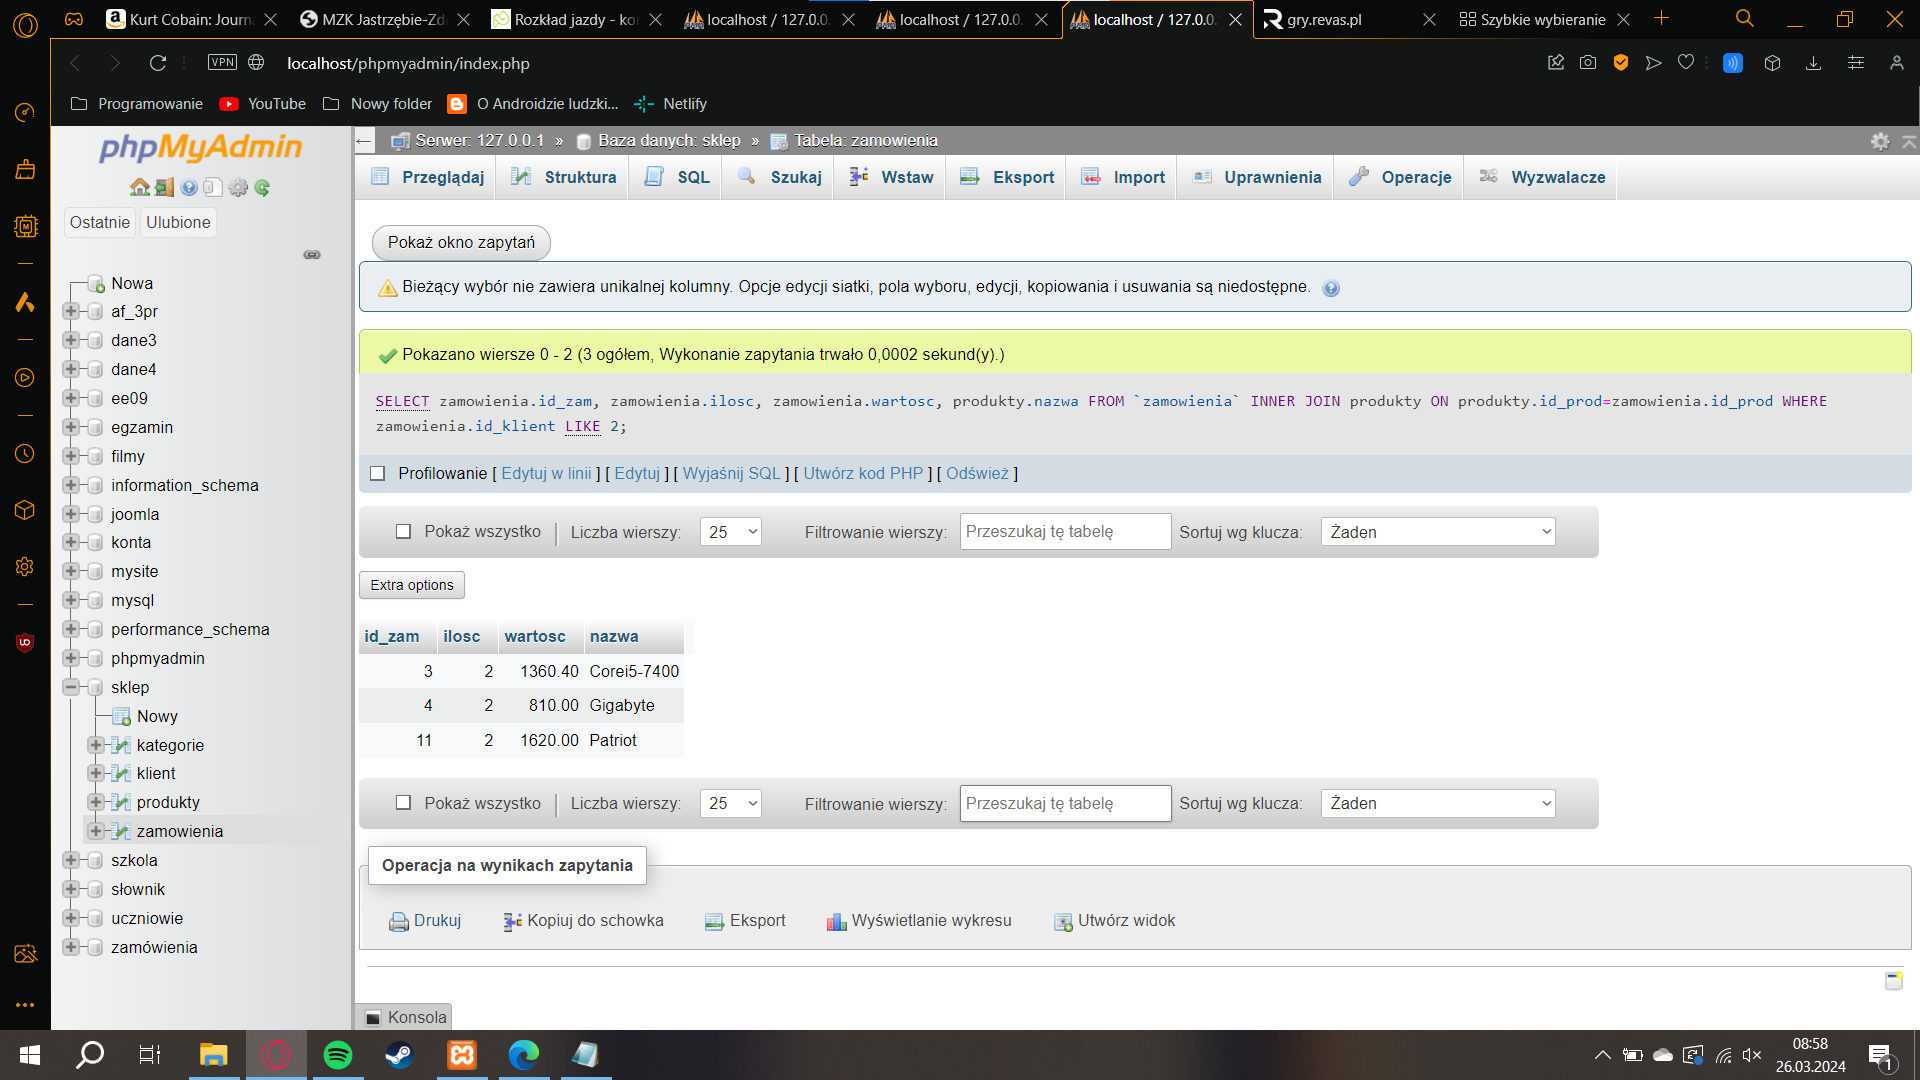 Kurt Cobain: Journa
MZK Jastrzębie-Zdr
Rozkład jazdy - kor
localhost / 127.0.0.
localhost / 127.0.0.
localhost / 127.0.0.
gry.revas.pl
Szybkie wybieranie
VPN
localhost/phpmyadmin/index.php
Programowanie
YouTube
Nowy folder
O Androidzie ludzki...
Netlify
phpMyAdmin
Ostatnie
Ulubione
Nowa
af_3pr
dane3
dane4
ee09
egzamin
filmy
information_schema
joomla
konta
mysite
mysql
performance_schema
phpmyadmin
sklep
Nowy
kategorie
klient
produkty
zamowienia
szkola
słownik
uczniowie
zamówienia
Serwer: 127.0.0.1 » Baza danych: sklep » Tabela: zamowienia
Przeglądaj
Struktura
SQL
Szukaj
Wstaw
Eksport
Import
Uprawnienia
Operacje
Wyzwalacze
Pokaż okno zapytań
Bieżący wybór nie zawiera unikalnej kolumny. Opcje edycji siatki, pola wyboru, edycji, kopiowania i usuwania są niedostępne.
Pokazano wiersze 0 - 2 (3 ogółem, Wykonanie zapytania trwało 0,0002 sekund(y).)
SELECT zamowienia.id_zam, zamowienia.ilosc, zamowienia.wartosc, produkty.nazwa FROM `zamowienia` INNER JOIN produkty ON produkty.id_prod=zamowienia.id_prod WHERE
zamowienia.id_klient LIKE 2;
Profilowanie [ Edytuj w linii ] [ Edytuj ] [ Wyjaśnij SQL ] [ Utwórz kod PHP ] [ Odśwież ]
Pokaż wszystko | Liczba wierszy: 25 Filtrowanie wierszy: Przeszukaj tę tabelę Sortuj wg klucza: Żaden
Extra options
id_zam ilosc wartosc nazwa
3 2 1360.40 Corei5-7400
4 2 810.00 Gigabyte
11 2 1620.00 Patriot
Pokaż wszystko | Liczba wierszy: 25 Filtrowanie wierszy: Przeszukaj tę tabelę Sortuj wg klucza: Żaden
Operacja na wynikach zapytania
Drukuj
Kopiuj do schowka
Eksport
Wyświetlanie wykresu
Utwórz widok
Konsola
08:58
26.03.2024
1